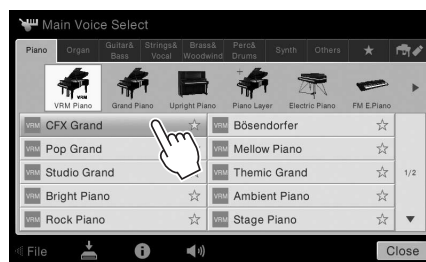 Main Voice Select
Piano Organ Guitar& Bass Strings& Vocal Brass& Woodwind Perc& Drums Synth Others
VRM
VRM Piano Grand Piano Upright Piano Piano Layer Electric Piano FM E.Piano
VRM CFX Grand VRM Bösendorfer
VRM Pop Grand VRM Mellow Piano
VRM Studio Grand VRM Themic Grand 1/2
VRM Bright Piano VRM Ambient Piano
VRM Rock Piano VRM Stage Piano
File Close